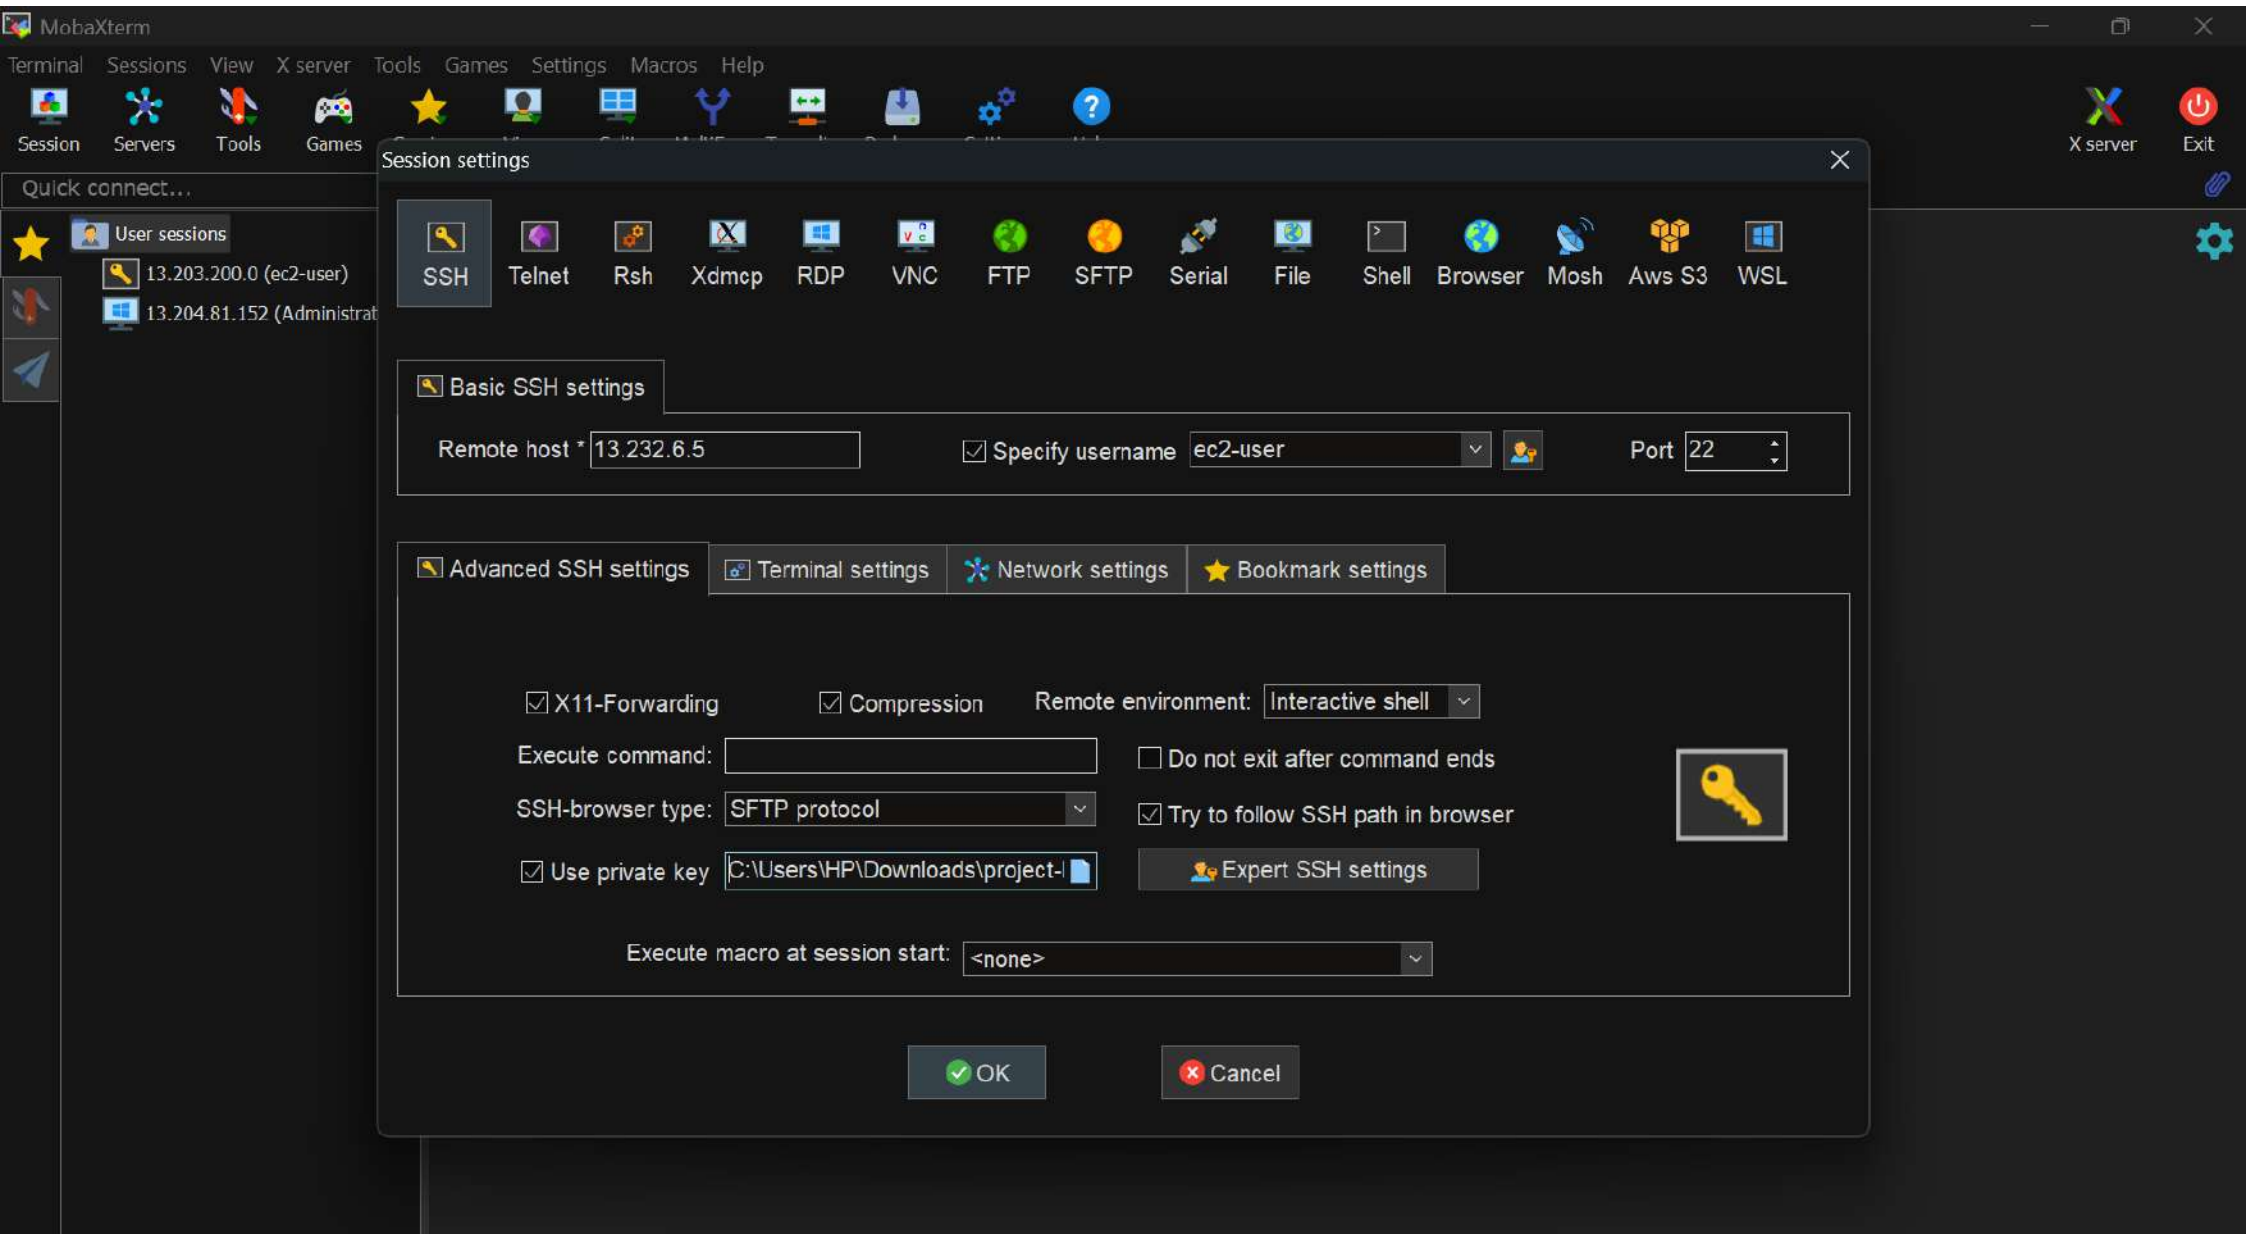 MobaXterm
Terminal Sessions View X server Tools Games Settings Macros Help
Session Servers Tools Games X server Exit
Quick connect...
User sessions
13.203.200.0 (ec2-user)
13.204.81.152 (Administrat
Session settings
SSH Telnet Rsh Xdmcp RDP VNC FTP SFTP Serial File Shell Browser Mosh Aws S3 WSL
Basic SSH settings
Remote host * 13.232.6.5 Specify username ec2-user Port 22
Advanced SSH settings Terminal settings Network settings Bookmark settings
X11-Forwarding Compression Remote environment: Interactive shell
Execute command: Do not exit after command ends
SSH-browser type: SFTP protocol Try to follow SSH path in browser
Use private key C:\Users\HP\Downloads\project- Expert SSH settings
Execute macro at session start: <none>
OK Cancel